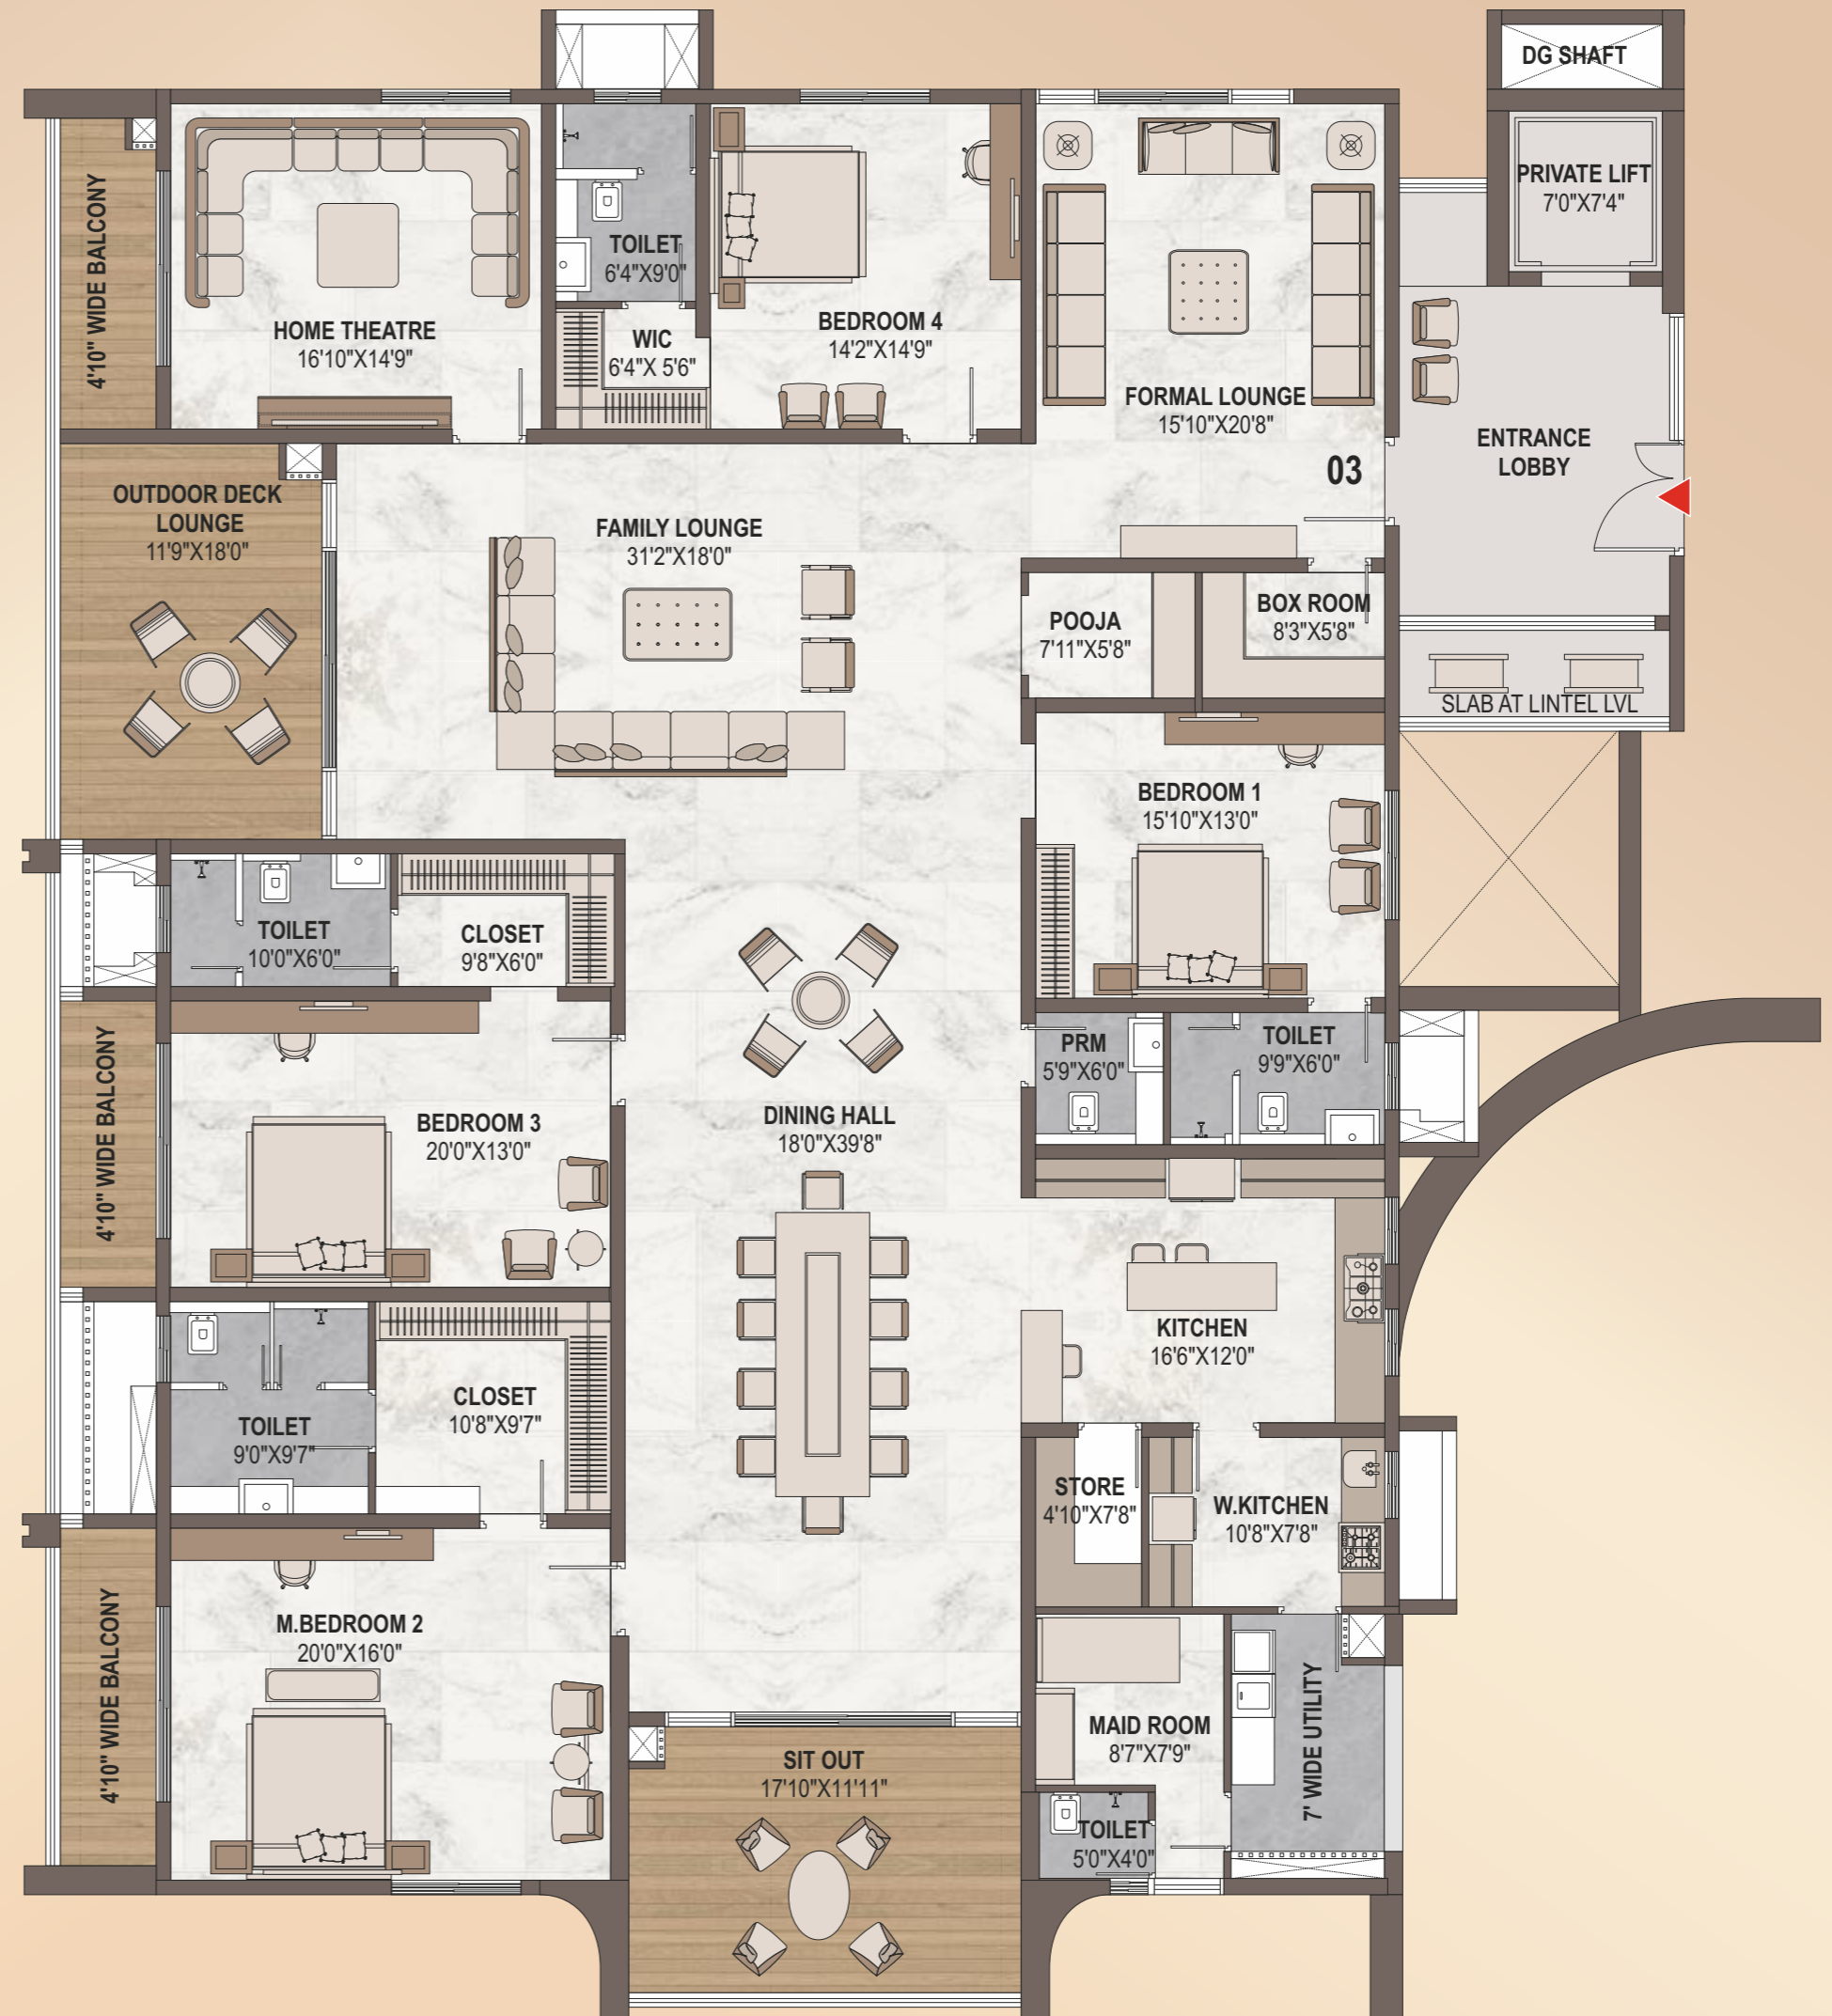 DG SHAFT
PRIVATE LIFT
7'0"X7'4"
4'10" WIDE BALCONY
HOME THEATRE
16'10"X14'9"
TOILET
6'4"X9'0"
WIC
6'4"X 5'6"
BEDROOM 4
14'2"X14'9"
FORMAL LOUNGE
15'10"X20'8"
ENTRANCE
LOBBY
03
OUTDOOR DECK
LOUNGE
11'9"X18'0"
FAMILY LOUNGE
31'2"X18'0"
POOJA
7'11"X5'8"
BOX ROOM
8'3"X5'8"
SLAB AT LINTEL LVL
BEDROOM 1
15'10"X13'0"
TOILET
10'0"X6'0"
CLOSET
9'8"X6'0"
PRM
5'9"X6'0"
TOILET
9'9"X6'0"
4'10" WIDE BALCONY
BEDROOM 3
20'0"X13'0"
DINING HALL
18'0"X39'8"
KITCHEN
16'6"X12'0"
TOILET
9'0"X9'7"
CLOSET
10'8"X9'7"
STORE
4'10"X7'8"
W.KITCHEN
10'8"X7'8"
4'10" WIDE BALCONY
M.BEDROOM 2
20'0"X16'0"
SIT OUT
17'10"X11'11"
MAID ROOM
8'7"X7'9"
7' WIDE UTILITY
TOILET
5'0"X4'0"